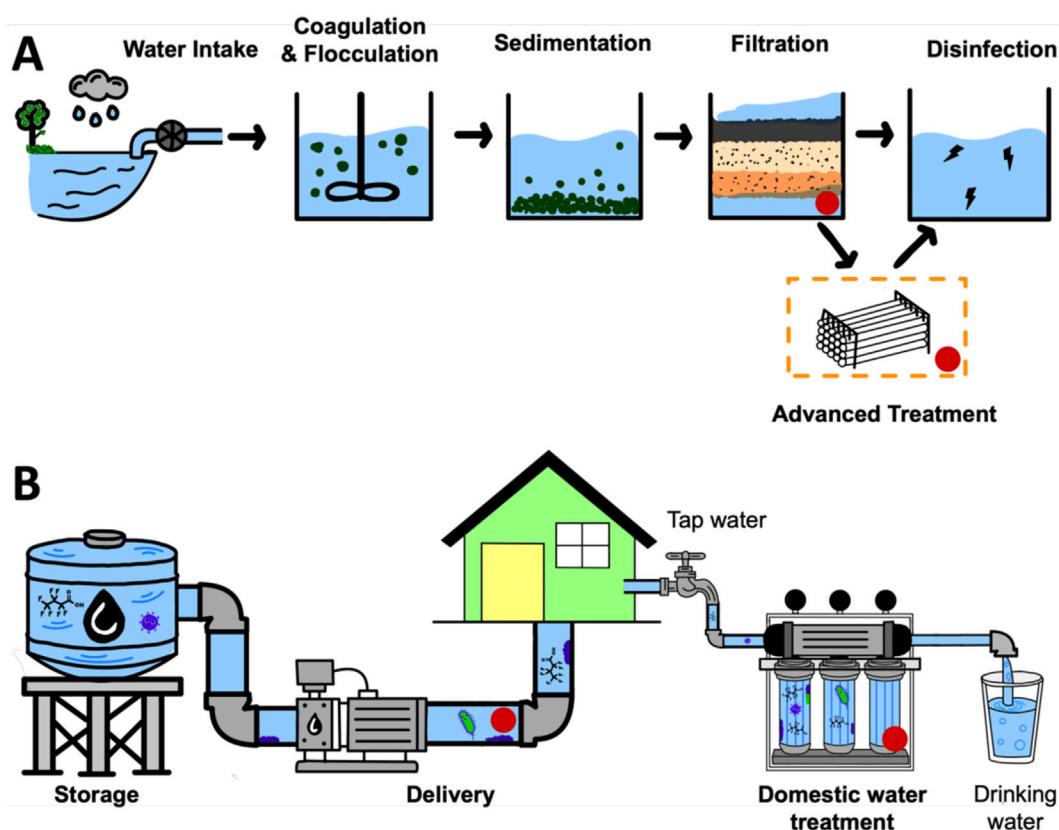 A
Water Intake
Coagulation
& Flocculation
Sedimentation
Filtration
Disinfection
Advanced Treatment
B
Tap water
Storage
Delivery
Domestic water
treatment
Drinking
water